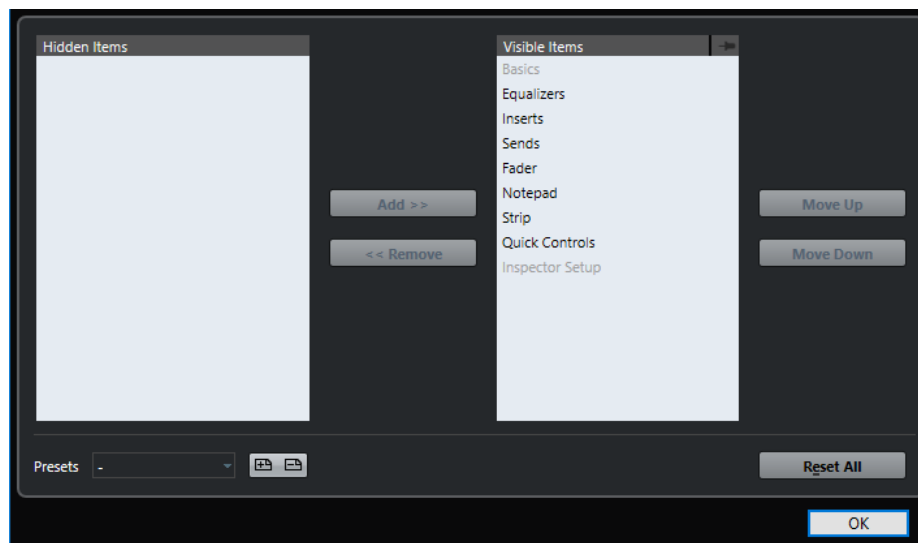 Hidden Items
Visible Items
Basics
Equalizers
Inserts
Sends
Fader
Notepad
Strip
Quick Controls
Inspector Setup
Add >>
<< Remove
Move Up
Move Down
Presets -
Reset All
OK